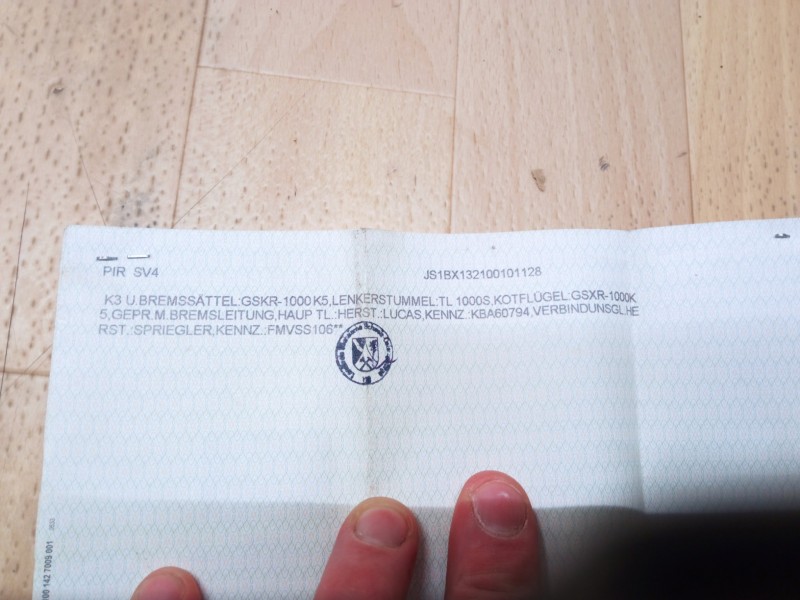 PIR SV4 JS1BX132100101128
K3 U.BREMSSÄTTEL:GSKR-1000 K5,LENKERSTUMMEL:TL 1000S,KOTFLÜGEL:GSXR-1000K
5,GEPR.M.BREMSLEITUNG,HAUP TL.:HERST.:LUCAS,KENNZ.:KBA60794,VERBINDUNSGL.HE
RST.:SPRIEGLER,KENNZ.:FMVSS106**